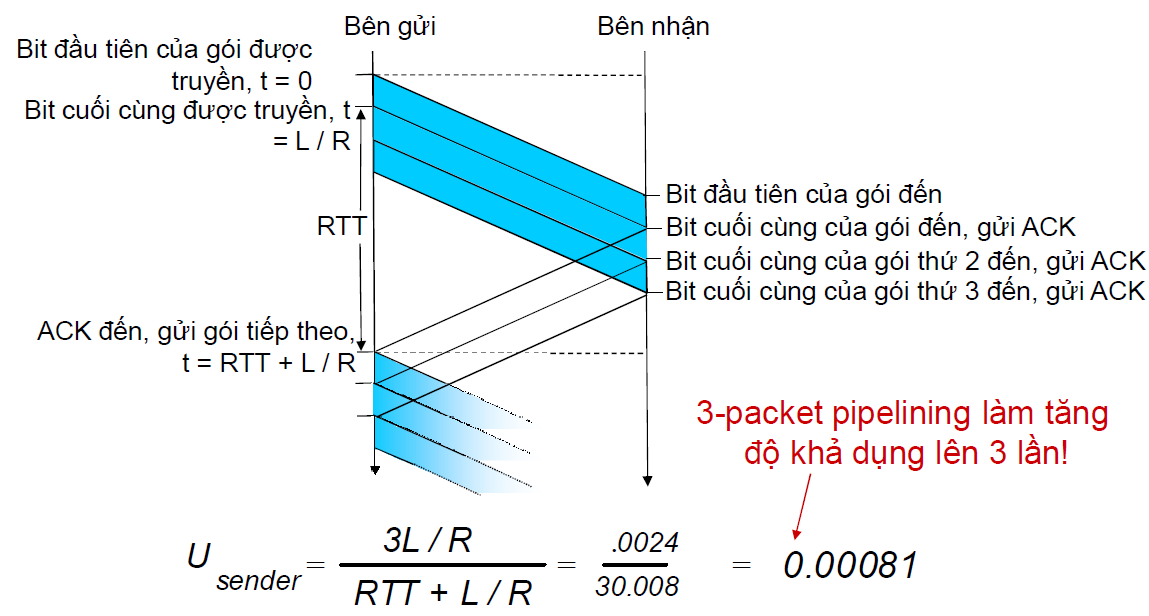 Bên gửi
Bên nhận
Bit đầu tiên của gói được
truyền, t = 0
Bit cuối cùng được truyền, t
= L / R
RTT
Bit đầu tiên của gói đến
Bit cuối cùng của gói đến, gửi ACK
Bit cuối cùng của gói thứ 2 đến, gửi ACK
Bit cuối cùng của gói thứ 3 đến, gửi ACK
ACK đến, gửi gói tiếp theo,
t = RTT + L / R
3-packet pipelining làm tăng
độ khả dụng lên 3 lần!
U sender = 3L / R / RTT + L / R = .0024 / 30.008 = 0.00081